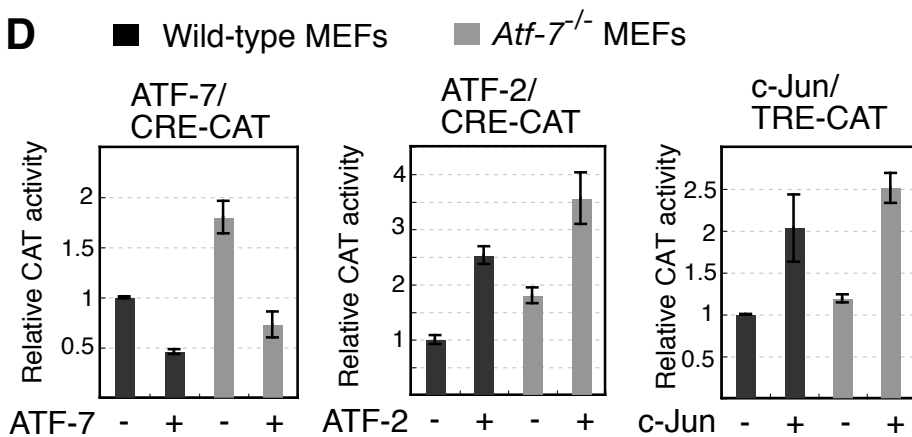 D
Wild-type MEFs
Atf-7-/- MEFs
ATF-7/
CRE-CAT
Relative CAT activity
2
1.5
1
0.5
ATF-7 - + - +
ATF-2/
CRE-CAT
Relative CAT activity
4
3
2
1
ATF-2 - + - +
c-Jun/
TRE-CAT
Relative CAT activity
2.5
2
1.5
1
0.5
c-Jun - + - +